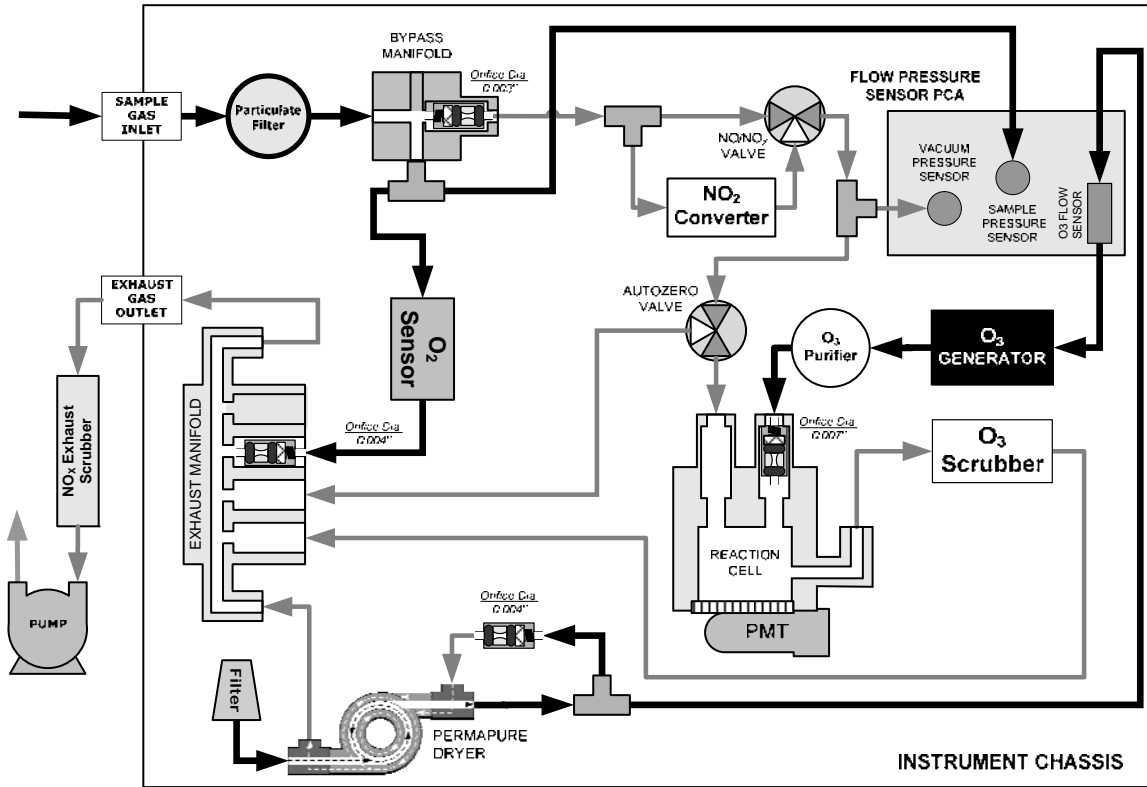 BYPASS
MANIFOLD
Orifice Dia
0.003"
FLOW PRESSURE
SENSOR PCA
SAMPLE
GAS
INLET
Particulate
Filter
NO/NOx
VALVE
VACUUM
PRESSURE
SENSOR
SAMPLE
PRESSURE
SENSOR
O3 FLOW
SENSOR
NO2
Converter
EXHAUST
GAS
OUTLET
AUTOZERO
VALVE
O2
Sensor
O3
Purifier
O3
GENERATOR
NOX Exhaust
Scrubber
EXHAUST MANIFOLD
Orifice Dia
0.004"
Orifice Dia
0.007"
O3
Scrubber
REACTION
CELL
PUMP
Orifice Dia
0.004"
PMT
Filter
PERMAPURE
DRYER
INSTRUMENT CHASSIS